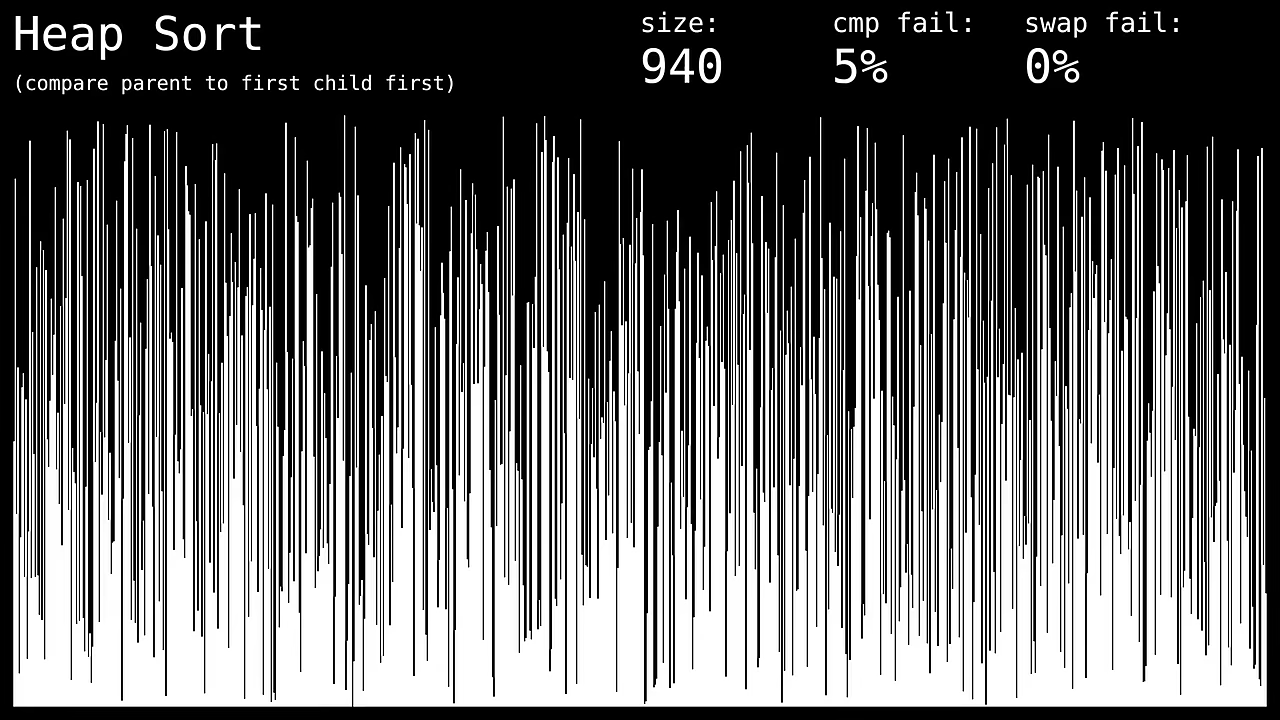 Heap Sort
(compare parent to first child first)
size:
940
cmp fail:
5%
swap fail:
0%